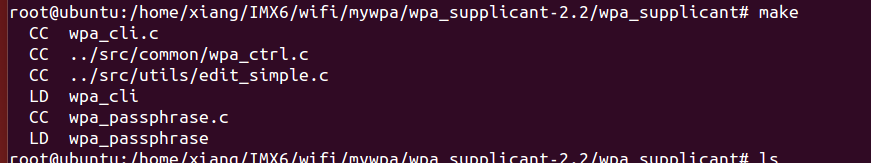 root@ubuntu:/home/xiang/IMX6/wifi/mywpa/wpa_supplicant-2.2/wpa_supplicant# make
CC wpa_cli.c
CC ../src/common/wpa_ctrl.c
CC ../src/utils/edit_simple.c
LD wpa_cli
CC wpa_passphrase.c
LD wpa_passphrase
root@ubuntu:/home/xiang/IMX6/wifi/mywpa/wpa_supplicant-2.2/wpa_supplicant# ls